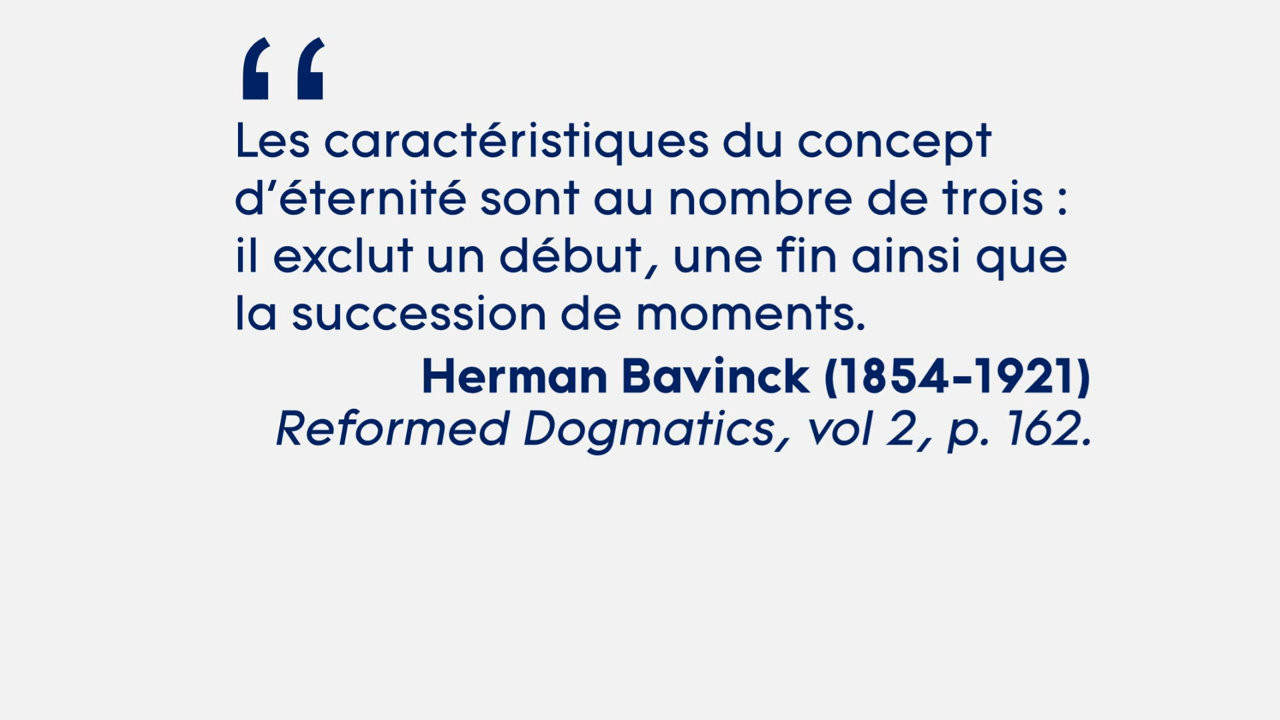 “
Les caractéristiques du concept
d’éternité sont au nombre de trois :
il exclut un début, une fin ainsi que
la succession de moments.
Herman Bavinck (1854-1921)
Reformed Dogmatics, vol 2, p. 162.